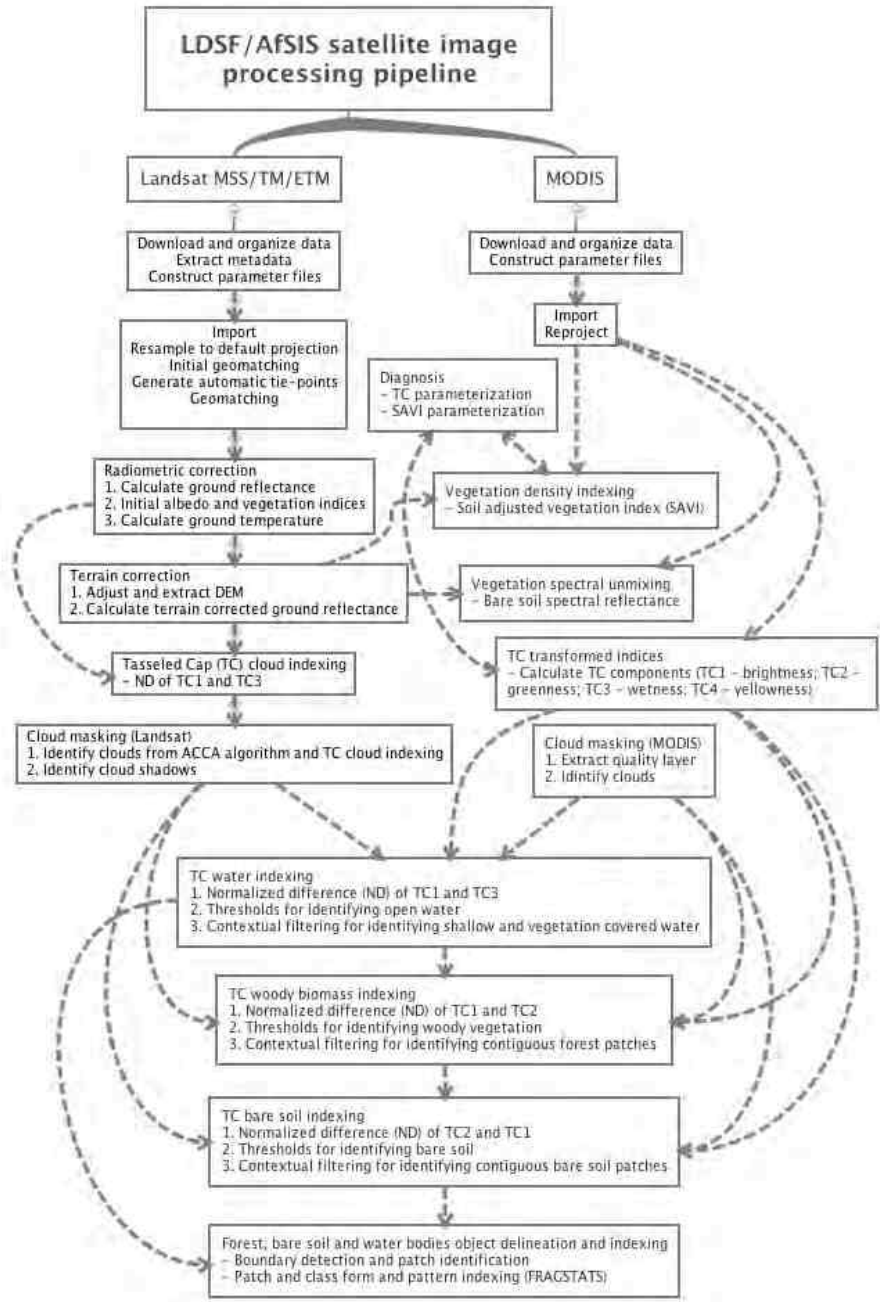 LDSF/AfSIS satellite image
processing pipeline
Landsat MSS/TM/ETM
MODIS
Download and organize data
Extract metadata
Construct parameter files
Download and organize data
Construct parameter files
Import
Resample to default projection
Initial geomatching
Generate automatic tie-points
Geomatching
Import
Reproject
Diagnosis
- TC parameterization
- SAVI parameterization
Radiometric correction
1. Calculate ground reflectance
2. Initial albedo and vegetation indices
3. Calculate ground temperature
Vegetation density indexing
- Soil adjusted vegetation index (SAVI)
Terrain correction
1. Adjust and extract DEM
2. Calculate terrain corrected ground reflectance
Vegetation spectral unmixing
- Bare soil spectral reflectance
Tasseled Cap (TC) cloud indexing
- ND of TC1 and TC3
TC transformed indices
- Calculate TC components (TC1 - brightness; TC2 -
greenness; TC3 - wetness; TC4 - yellowness)
Cloud masking (Landsat)
1. Identify clouds from ACCA algorithm and TC cloud indexing
2. Identify cloud shadows
Cloud masking (MODIS)
1. Extract quality layer
2. Idintify clouds
TC water indexing
1. Normalized difference (ND) of TC1 and TC3
2. Thresholds for identifying open water
3. Contextual filtering for identifying shallow and vegetation covered water
TC woody biomass indexing
1. Normalized difference (ND) of TC1 and TC2
2. Thresholds for identifying woody vegetation
3. Contextual filtering for identifying contiguous forest patches
TC bare soil indexing
1. Normalized difference (ND) of TC2 and TC1
2. Thresholds for identifying bare soil
3. Contextual filtering for identifying contiguous bare soil patches
Forest, bare soil and water bodies object delineation and indexing
- Boundary detection and patch identification
- Patch and class form and pattern indexing (FRAGSTATS)